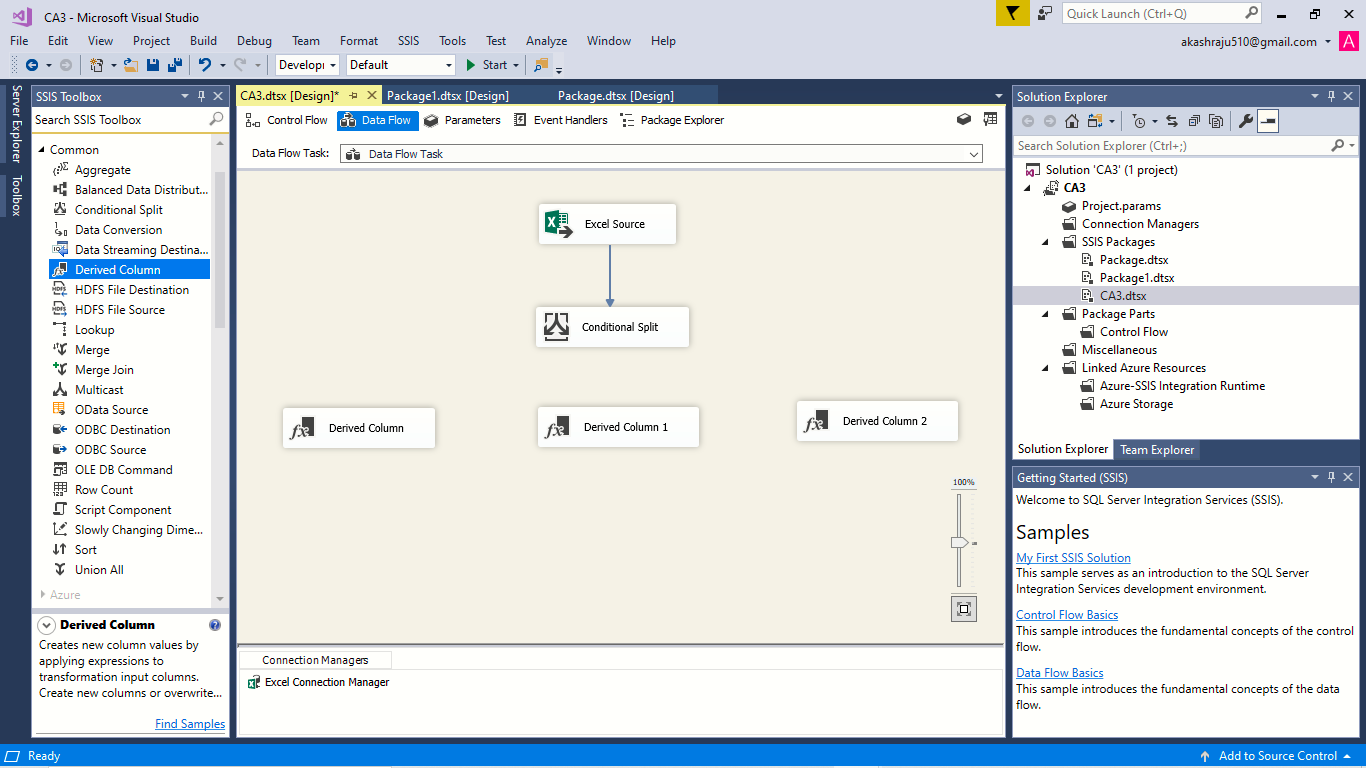 CA3 - Microsoft Visual Studio
Quick Launch (Ctrl+Q)
File Edit View Project Build Debug Team Format SSIS Tools Test Analyze Window Help
akashraju510@gmail.com A
Developı Default Start
Server Explorer
Toolbox
SSIS Toolbox
Search SSIS Toolbox
Common
Aggregate
Balanced Data Distribut...
Conditional Split
Data Conversion
Data Streaming Destina...
Derived Column
HDFS File Destination
HDFS File Source
Lookup
Merge
Merge Join
Multicast
OData Source
ODBC Destination
ODBC Source
OLE DB Command
Row Count
Script Component
Slowly Changing Dime...
Sort
Union All
Azure
Derived Column
Creates new column values by
applying expressions to
transformation input columns.
Create new columns or overwrite...
Find Samples
CA3.dtsx [Design]* Package1.dtsx [Design] Package.dtsx [Design]
Control Flow Data Flow Parameters Event Handlers Package Explorer
Data Flow Task: Data Flow Task
Excel Source
Conditional Split
Derived Column
Derived Column 1
Derived Column 2
100%
Connection Managers
Excel Connection Manager
Solution Explorer
Search Solution Explorer (Ctrl+;)
Solution 'CA3' (1 project)
CA3
Project.params
Connection Managers
SSIS Packages
Package.dtsx
Package1.dtsx
CA3.dtsx
Package Parts
Control Flow
Miscellaneous
Linked Azure Resources
Azure-SSIS Integration Runtime
Azure Storage
Solution Explorer Team Explorer
Getting Started (SSIS)
Welcome to SQL Server Integration Services (SSIS).
Samples
My First SSIS Solution
This sample serves as an introduction to the SQL Server
Integration Services development environment.
Control Flow Basics
This sample introduces the fundamental concepts of the control
flow.
Data Flow Basics
This sample introduces the fundamental concepts of the data
flow.
Ready
Add to Source Control